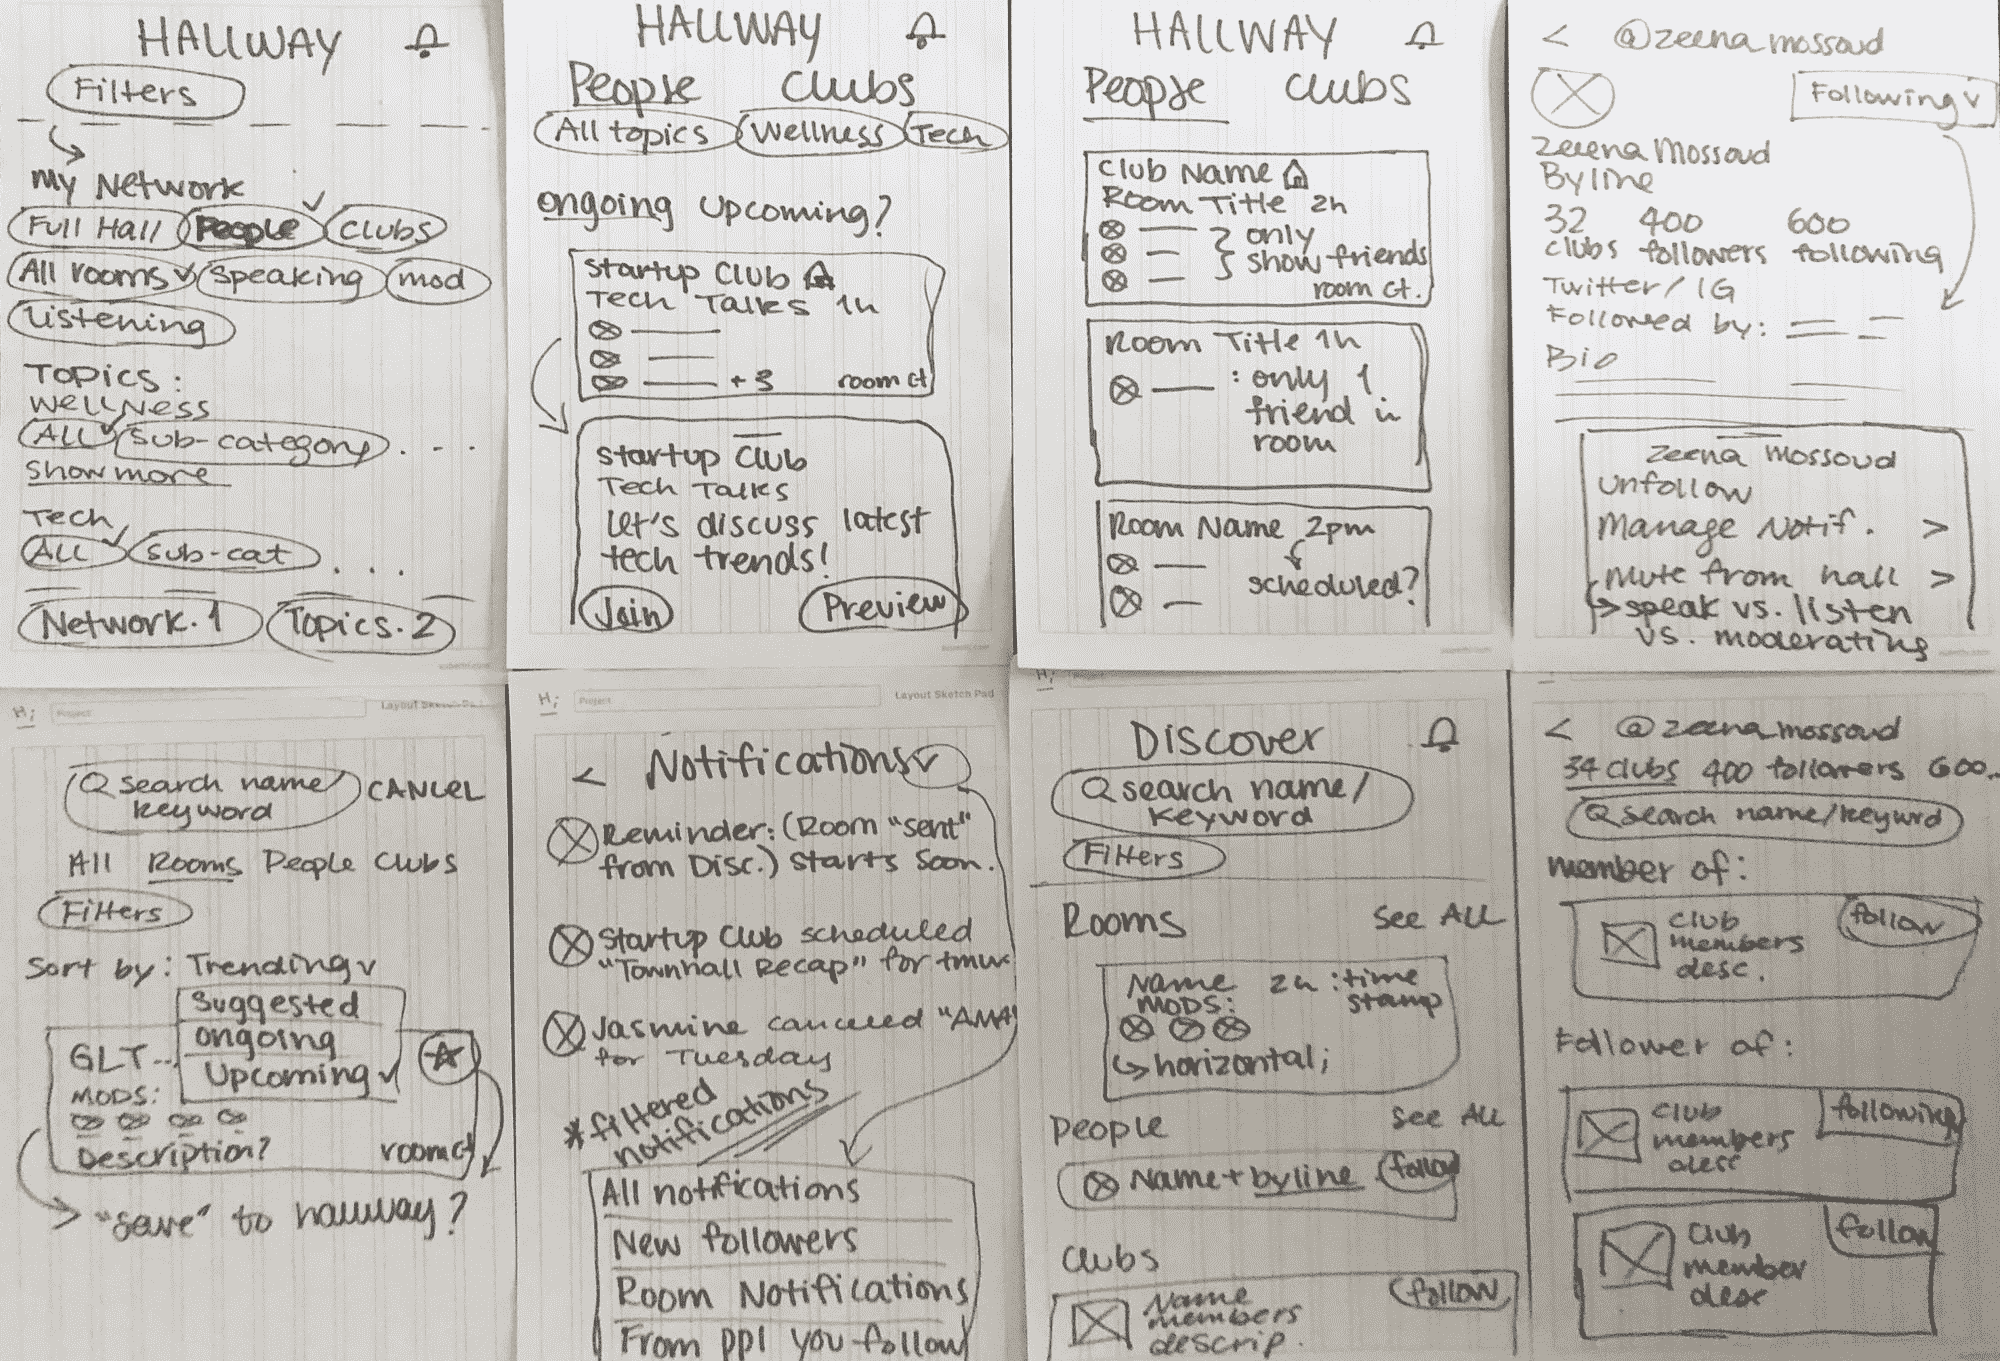 HALLWAY
Filters
My Network
Full Hall People Clubs
All rooms speaking mod
Listening
Topics:
Wellness
ALL sub-category . . .
show more
Tech
ALL sub-cat . . .
Network.1 Topics.2
HALLWAY
People Clubs
All topics Wellness Tech
ongoing upcoming?
startup Club
Tech Talks 1h
+3 room ct
startup Club
Tech Talks
Let's discuss latest
tech trends!
Join Preview
HALLWAY
People Clubs
Club Name
Room Title 2h
only
show friends
room ct.
Room Title 1h
: only 1
friend in
room
Room Name 2pm
scheduled?
< @zeena_mossoud
Following v
Zeena Mossoud
Byline
32 400 600
clubs followers following
Twitter/IG
Followed by:
Bio
Zeena Mossoud
unfollow
Manage Notif. >
Mute from hall >
speak vs. listen
vs. moderating
Hi
Project
Layout Sketch Pad
search name/ CANCEL
keyword
All Rooms People Clubs
Filters
Sort by: Trending v
Suggested
ongoing
Upcoming
GLT...
MODS:
Description? room ct
"save" to hallway?
Hi
Project
Layout Sketch Pad
< Notifications v
Reminder: (Room "sent"
from Disc.) starts soon.
Startup Club scheduled
"Townhall Recap" for tmw
Jasmine canceled "AMA"
for Tuesday
*filtered
notifications
All notifications
New followers
Room Notifications
From ppl you follow
Hi
Discover
search name/
keyword
Filters
Rooms See ALL
Name 2h : time
MODS: stamp
horizontal;
People See ALL
Name + byline follow
Clubs
Name follow
members
descrip.
< @zeena_mossoud
34 clubs 400 followers 600..
search name/keywrd
member of:
club follow
members
desc.
Follower of:
club following
members
desc
club follow
member
desc